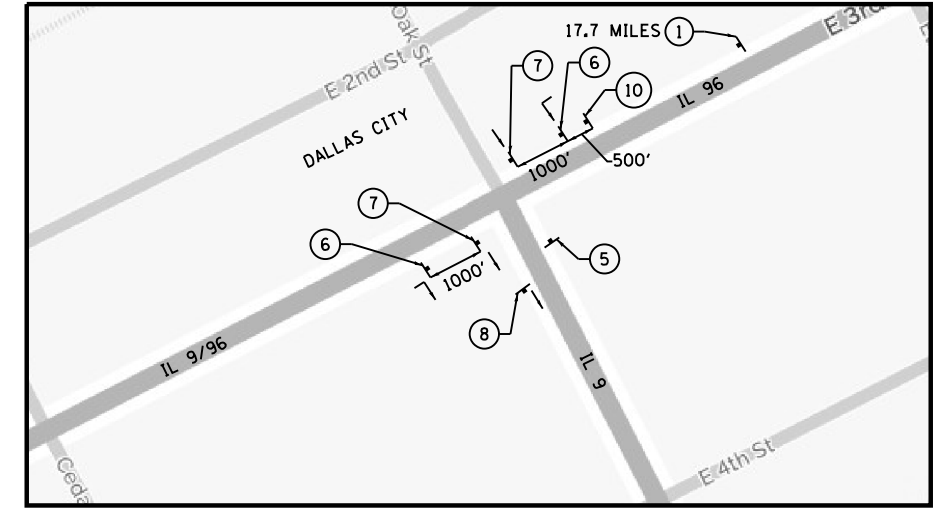 Oak St
17.7 MILES 1
E 3rd
E 2nd St
7
6
10
IL 96
DALLAS CITY
500'
1000'
7
6
5
1000'
8
IL 9/96
IL 9
E 4th St
Ceda